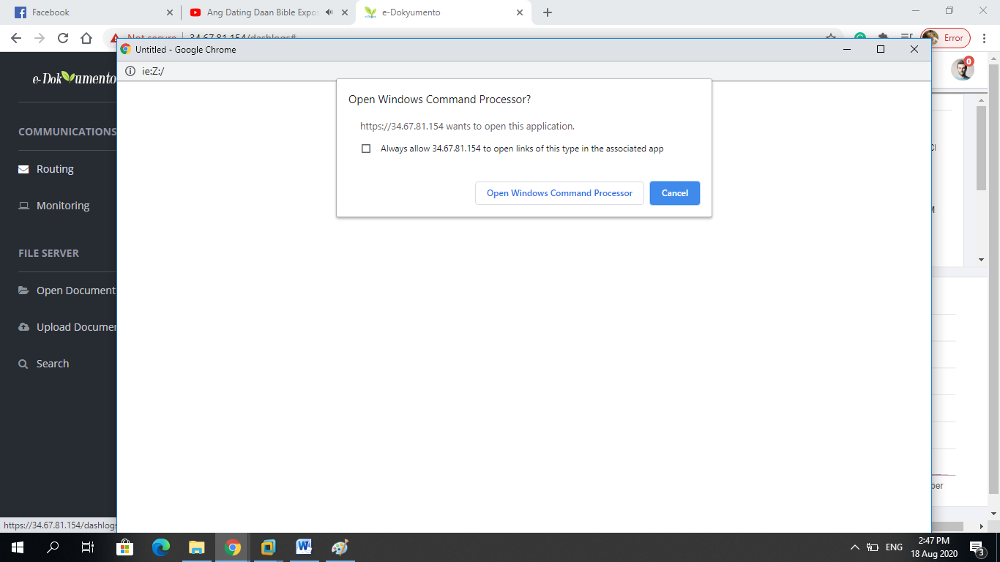 Facebook
Ang Dating Daan Bible Expos
e-Dokyumento
Not secure
34.67.81.154/dashlogs#
Error
Untitled - Google Chrome
ie:Z:/
e-Dokumento
0
Open Windows Command Processor?
https://34.67.81.154 wants to open this application.
Always allow 34.67.81.154 to open links of this type in the associated app
Open Windows Command Processor
Cancel
COMMUNICATIONS
Routing
Monitoring
FILE SERVER
Open Document
Upload Documen
Search
ber
https://34.67.81.154/dashlogs
ENG
2:47 PM
18 Aug 2020
3